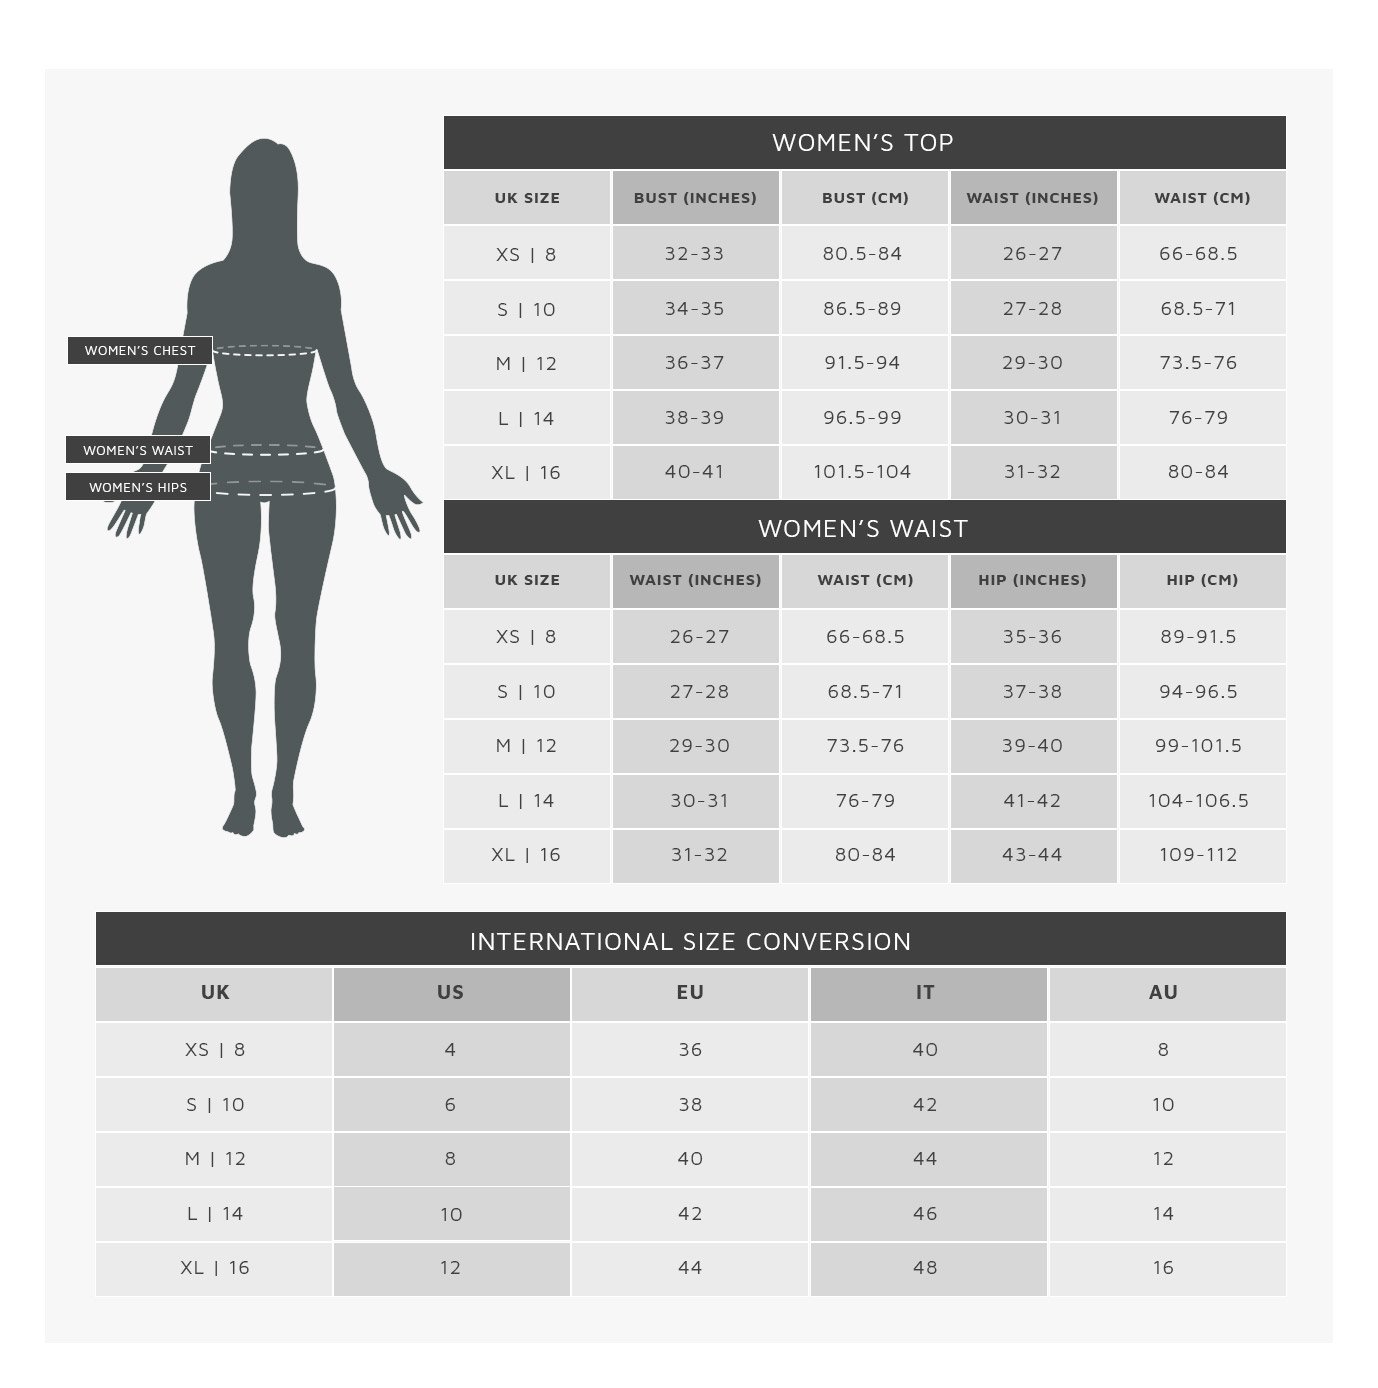 WOMEN’S TOP
UK SIZE BUST (INCHES) BUST (CM) WAIST (INCHES) WAIST (CM)
XS | 8 32-33 80.5-84 26-27 66-68.5
S | 10 34-35 86.5-89 27-28 68.5-71
M | 12 36-37 91.5-94 29-30 73.5-76
L | 14 38-39 96.5-99 30-31 76-79
XL | 16 40-41 101.5-104 31-32 80-84
WOMEN’S CHEST
WOMEN’S WAIST
WOMEN’S HIPS
WOMEN’S WAIST
UK SIZE WAIST (INCHES) WAIST (CM) HIP (INCHES) HIP (CM)
XS | 8 26-27 66-68.5 35-36 89-91.5
S | 10 27-28 68.5-71 37-38 94-96.5
M | 12 29-30 73.5-76 39-40 99-101.5
L | 14 30-31 76-79 41-42 104-106.5
XL | 16 31-32 80-84 43-44 109-112
INTERNATIONAL SIZE CONVERSION
UK US EU IT AU
XS | 8 4 36 40 8
S | 10 6 38 42 10
M | 12 8 40 44 12
L | 14 10 42 46 14
XL | 16 12 44 48 16